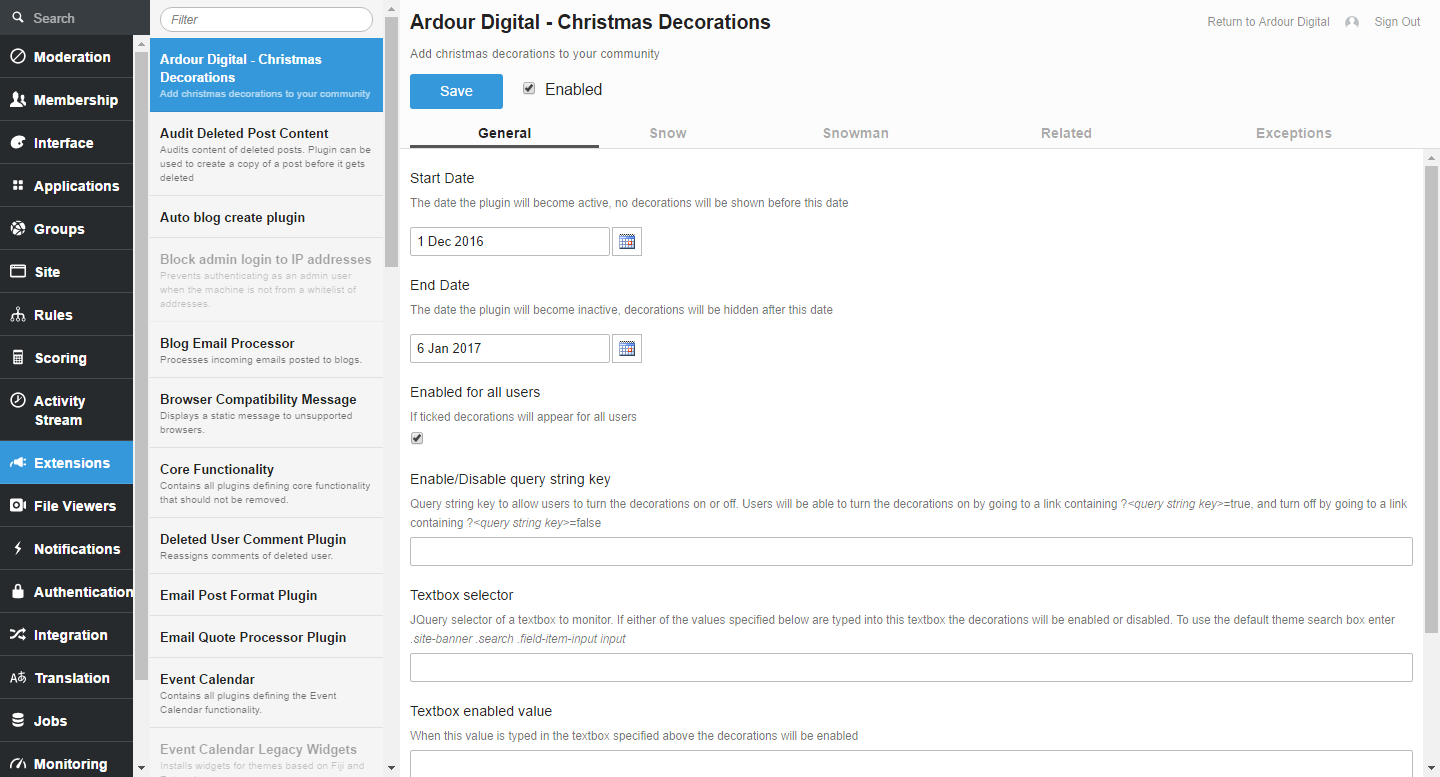 Search
Moderation
Membership
Interface
Applications
Groups
Site
Rules
Scoring
Activity
Stream
Extensions
File Viewers
Notifications
Authentication
Integration
Translation
Jobs
Monitoring
Filter
Ardour Digital - Christmas
Decorations
Add christmas decorations to your community
Audit Deleted Post Content
Audits content of deleted posts. Plugin can be
used to create a copy of a post before it gets
deleted
Auto blog create plugin
Block admin login to IP addresses
Prevents authenticating as an admin user
when the machine is not from a whitelist of
addresses.
Blog Email Processor
Processes incoming emails posted to blogs.
Browser Compatibility Message
Displays a static message to unsupported
browsers.
Core Functionality
Contains all plugins defining core functionality
that should not be removed.
Deleted User Comment Plugin
Reassigns comments of deleted user.
Email Post Format Plugin
Email Quote Processor Plugin
Event Calendar
Contains all plugins defining the Event
Calendar functionality.
Event Calendar Legacy Widgets
Installs widgets for themes based on Fiji and
Ardour Digital - Christmas Decorations
Return to Ardour Digital
Sign Out
Add christmas decorations to your community
Save
Enabled
General
Snow
Snowman
Related
Exceptions
Start Date
The date the plugin will become active, no decorations will be shown before this date
1 Dec 2016
End Date
The date the plugin will become inactive, decorations will be hidden after this date
6 Jan 2017
Enabled for all users
If ticked decorations will appear for all users
Enable/Disable query string key
Query string key to allow users to turn the decorations on or off. Users will be able to turn the decorations on by going to a link containing ?<query string key>=true, and turn off by going to a link
containing ?<query string key>=false
Textbox selector
JQuery selector of a textbox to monitor. If either of the values specified below are typed into this textbox the decorations will be enabled or disabled. To use the default theme search box enter
.site-banner .search .field-item-input input
Textbox enabled value
When this value is typed in the textbox specified above the decorations will be enabled